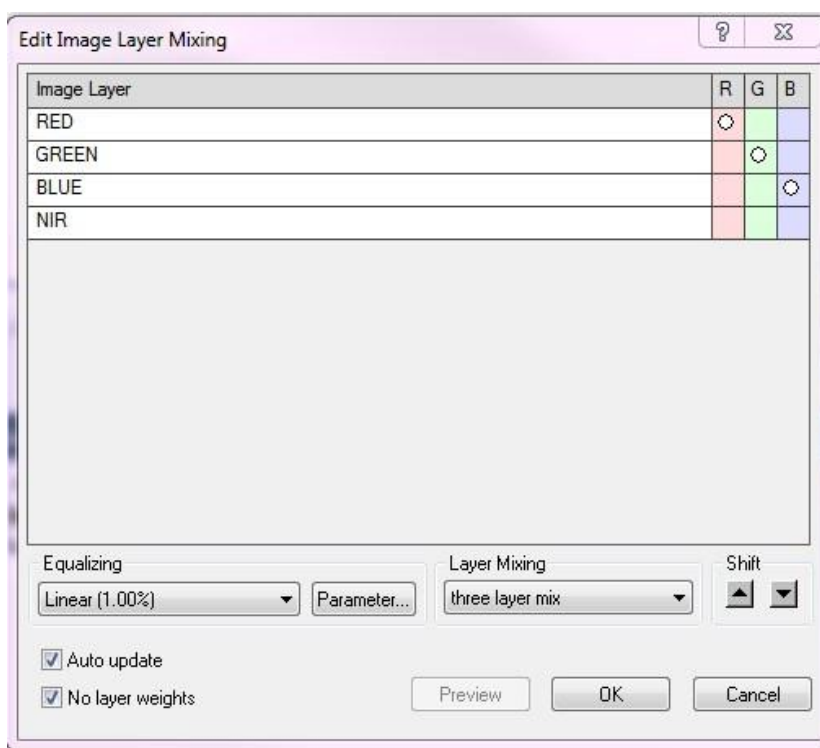 Edit Image Layer Mixing
Image Layer R G B
RED
GREEN
BLUE
NIR
Equalizing Layer Mixing Shift
Linear (1.00%) Parameter... three layer mix
Auto update
No layer weights Preview OK Cancel